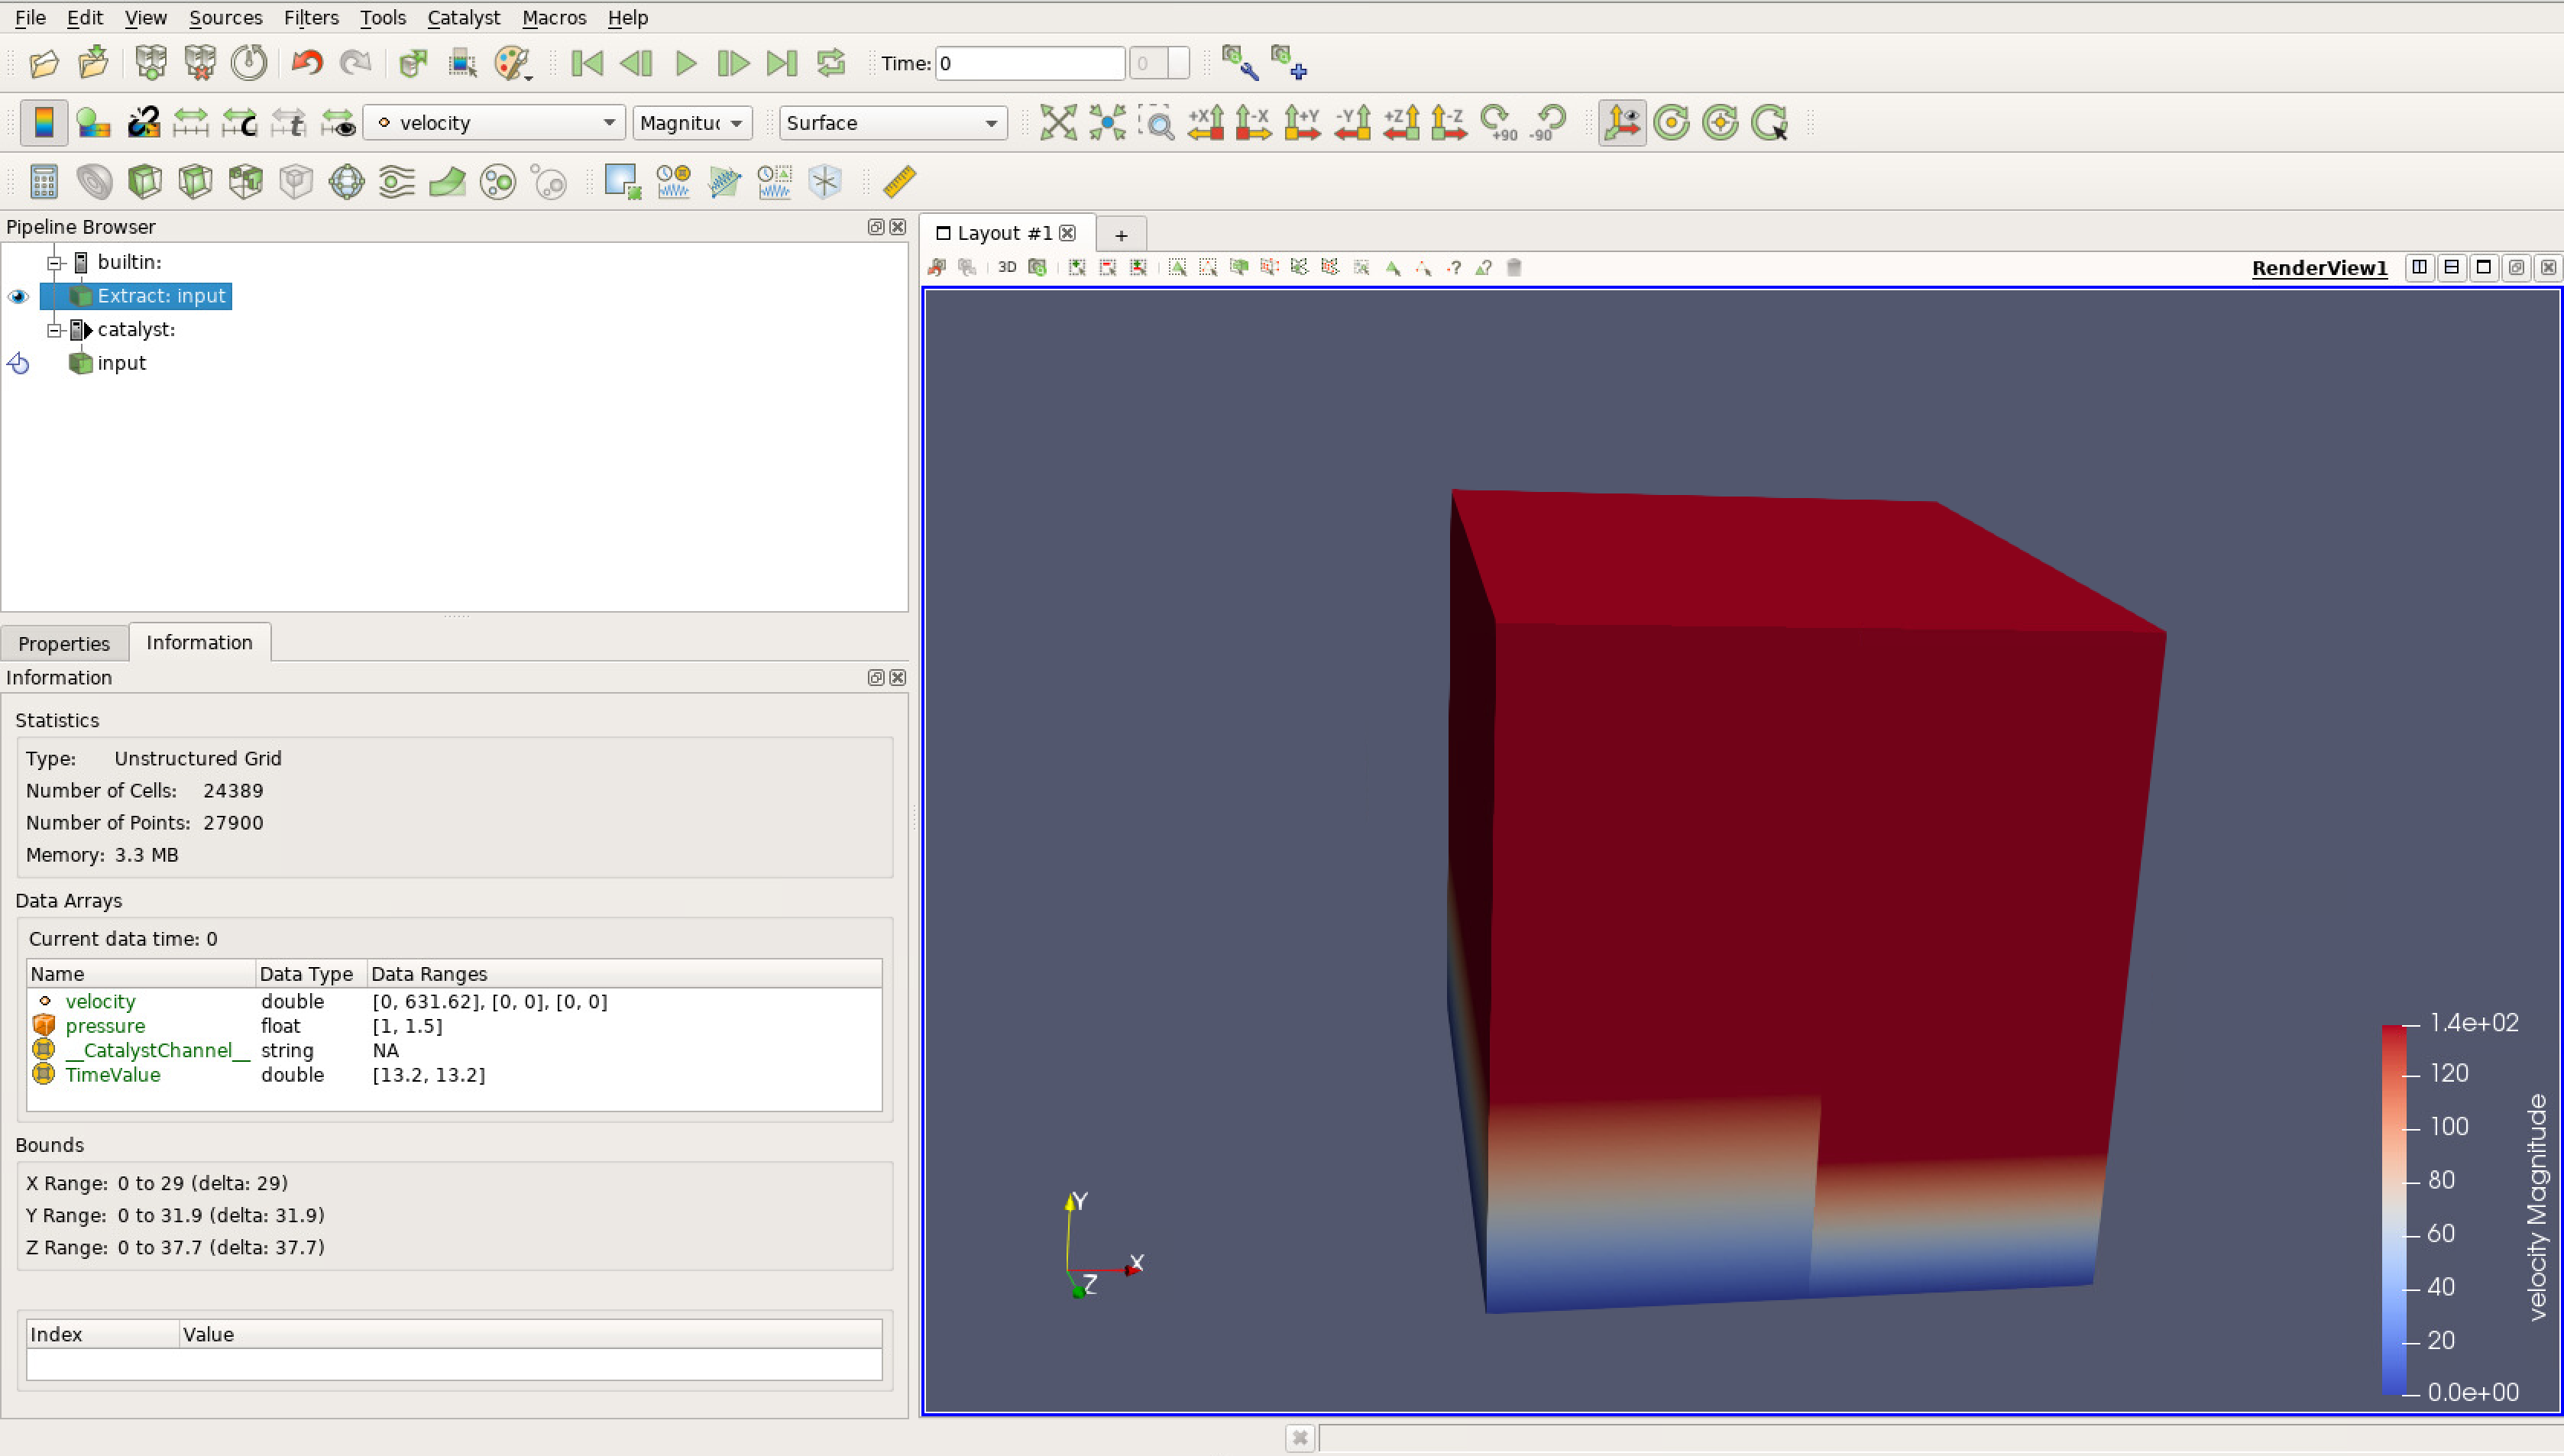 File Edit View Sources Filters Tools Catalyst Macros Help
Time: 0 0
velocity Magnituc Surface +X -X +Y -Y +Z -Z +90 -90
Pipeline Browser
builtin:
Extract: input
catalyst:
input
Layout #1 +
3D RenderView1
Properties Information
Information
Statistics
Type: Unstructured Grid
Number of Cells: 24389
Number of Points: 27900
Memory: 3.3 MB
Data Arrays
Current data time: 0
Name Data Type Data Ranges
velocity double [0, 631.62], [0, 0], [0, 0]
pressure float [1, 1.5]
__CatalystChannel__ string NA
TimeValue double [13.2, 13.2]
Bounds
X Range: 0 to 29 (delta: 29)
Y Range: 0 to 31.9 (delta: 31.9)
Z Range: 0 to 37.7 (delta: 37.7)
Index Value
Y
X
Z
1.4e+02
120
100
80
60
40
20
0.0e+00
velocity Magnitude